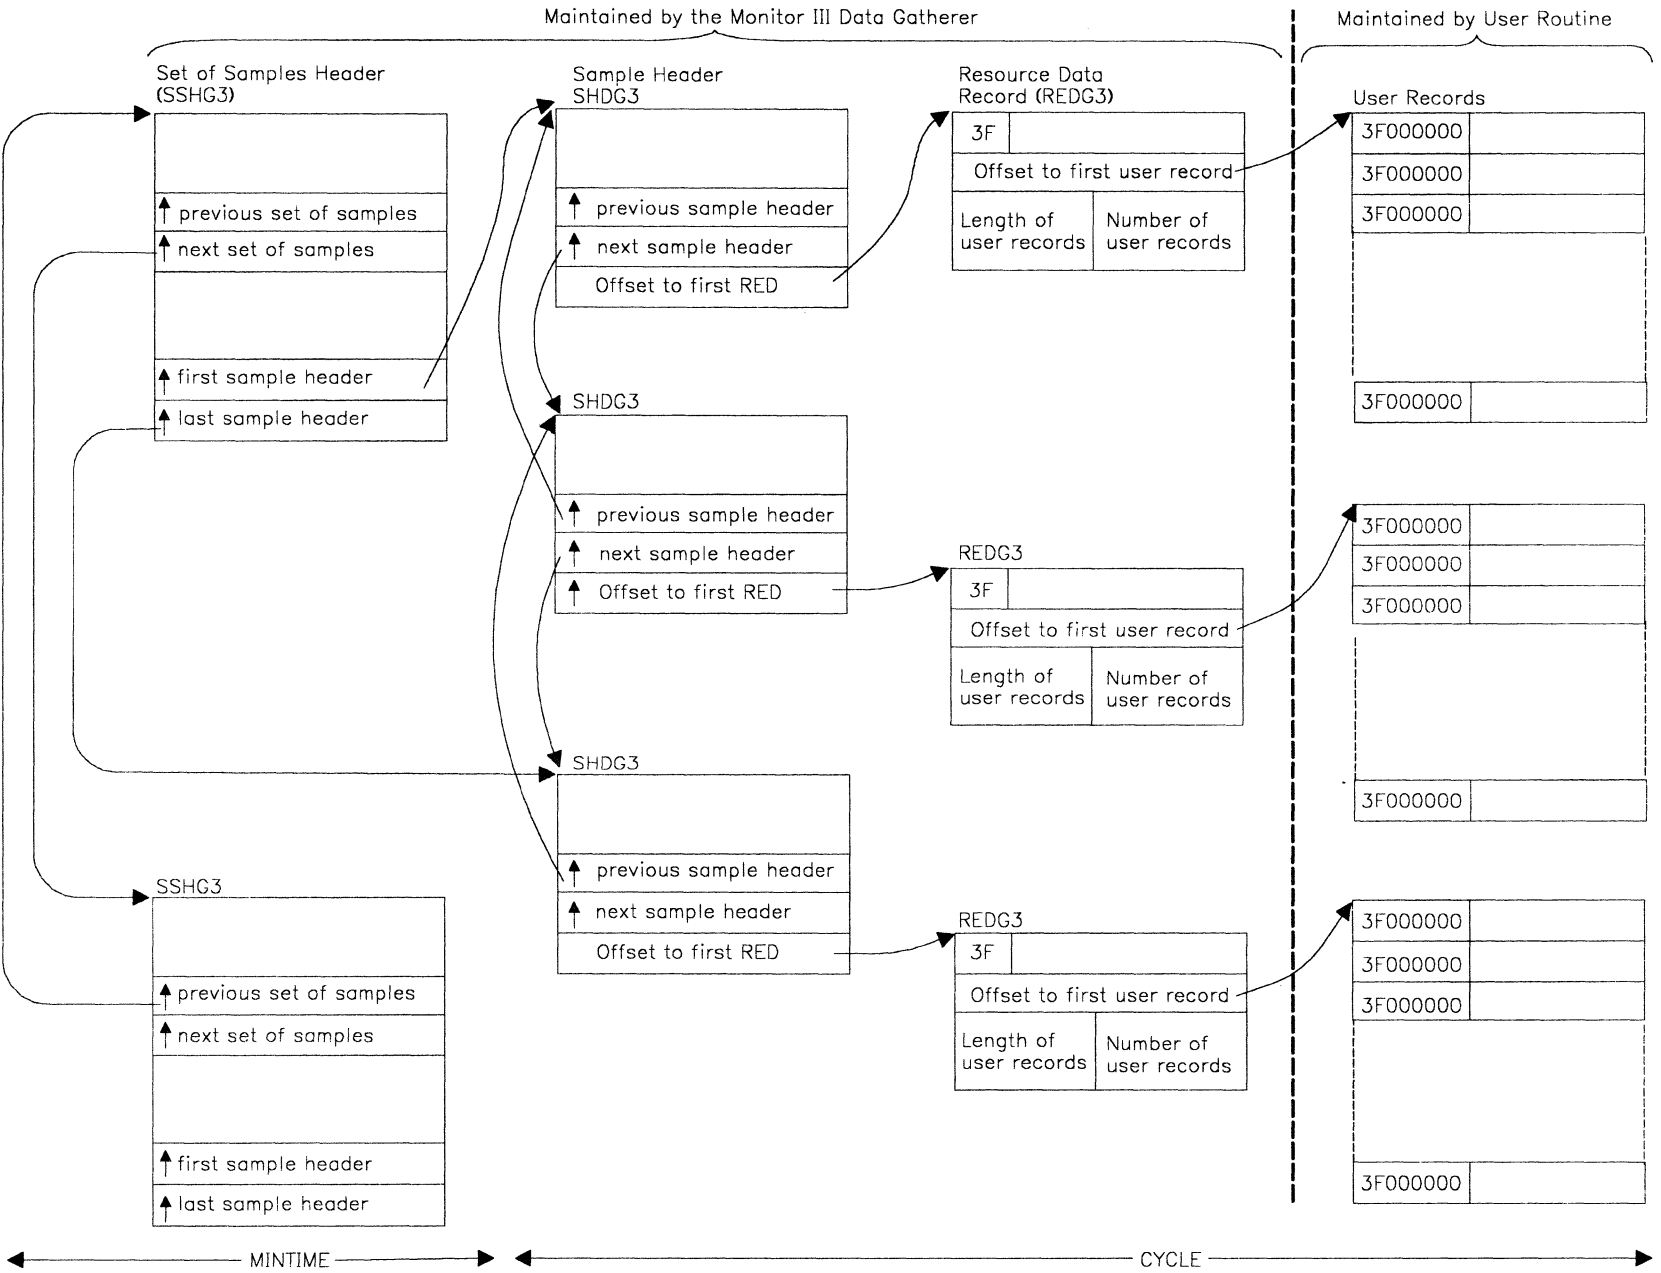 Maintained by the Monitor III Data Gatherer
Maintained by User Routine
Set of Samples Header
(SSHG3)
previous set of samples
next set of samples
first sample header
last sample header
Sample Header
SHDG3
previous sample header
next sample header
Offset to first RED
Resource Data
Record (REDG3)
3F
Offset to first user record
Length of
user records
Number of
user records
User Records
3F000000
3F000000
3F000000
3F000000
SHDG3
previous sample header
next sample header
Offset to first RED
REDG3
3F
Offset to first user record
Length of
user records
Number of
user records
3F000000
3F000000
3F000000
3F000000
SHDG3
previous sample header
next sample header
Offset to first RED
REDG3
3F
Offset to first user record
Length of
user records
Number of
user records
3F000000
3F000000
3F000000
3F000000
SSHG3
previous set of samples
next set of samples
first sample header
last sample header
MINTIME
CYCLE